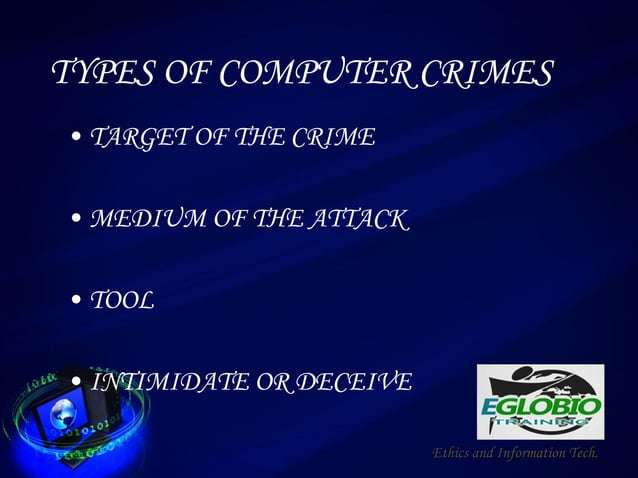 TYPES OF COMPUTER CRIMES
• TARGET OF THE CRIME
• MEDIUM OF THE ATTACK
• TOOL
• INTIMIDATE OR DECEIVE
EGLOBIO
TRAINING
Ethics and Information Tech.